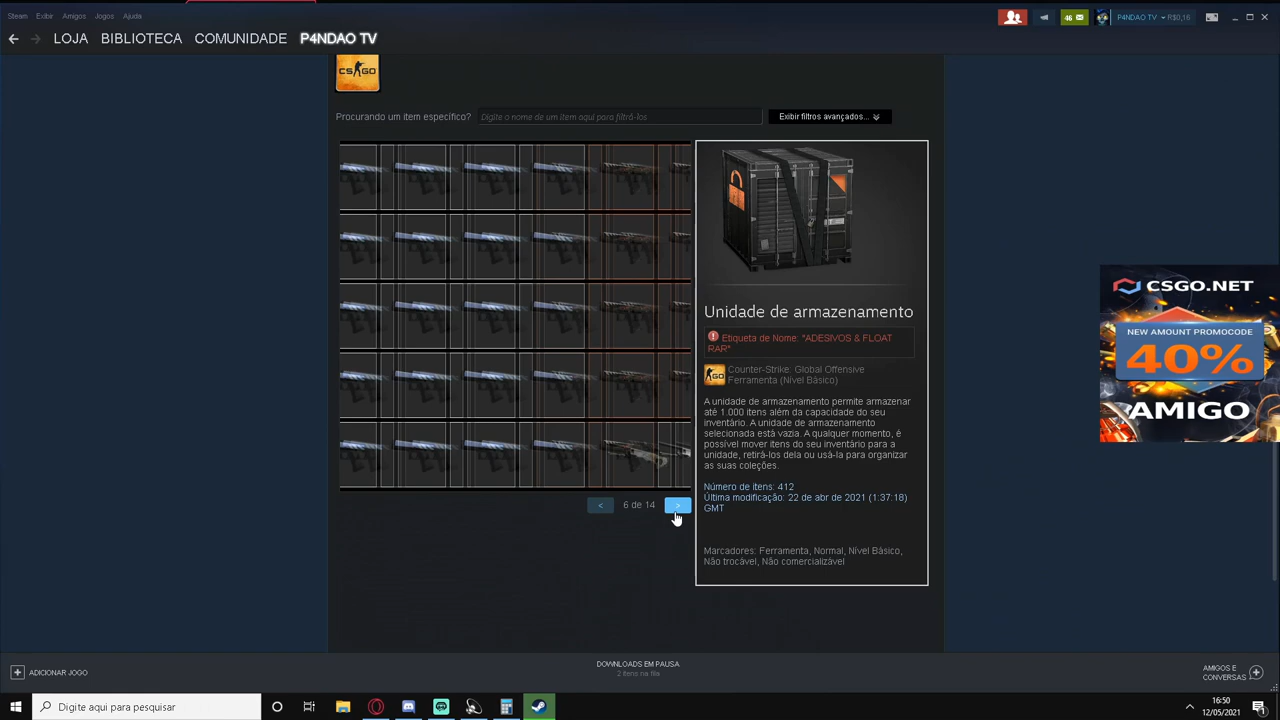 Steam Exibir Amigos Jogos Ajuda
46 P4NDAO TV R$0,16
LOJA BIBLIOTECA COMUNIDADE P4NDAO TV
CS GO
Procurando um item específico? Digite o nome de um item aqui para filtrá-los Exibir filtros avançados...
Unidade de armazenamento
Etiqueta de Nome: "ADESIVOS & FLOAT
RAR"
Counter-Strike: Global Offensive
Ferramenta (Nível Básico)
A unidade de armazenamento permite armazenar
até 1.000 itens além da capacidade do seu
inventário. A unidade de armazenamento
selecionada está vazia. A qualquer momento, é
possível mover itens do seu inventário para a
unidade, retirá-los dela ou usá-la para organizar
as suas coleções.
Número de itens: 412
Última modificação: 22 de abr de 2021 (1:37:18)
GMT
Marcadores: Ferramenta, Normal, Nível Básico,
Não trocável, Não comercializável
< 6 de 14 >
CSGO.NET
NEW AMOUNT PROMOCODE
40%
AMIGO
ADICIONAR JOGO
DOWNLOADS EM PAUSA
2 itens na fila
AMIGOS E
CONVERSAS
Digite aqui para pesquisar
16:50
12/05/2021